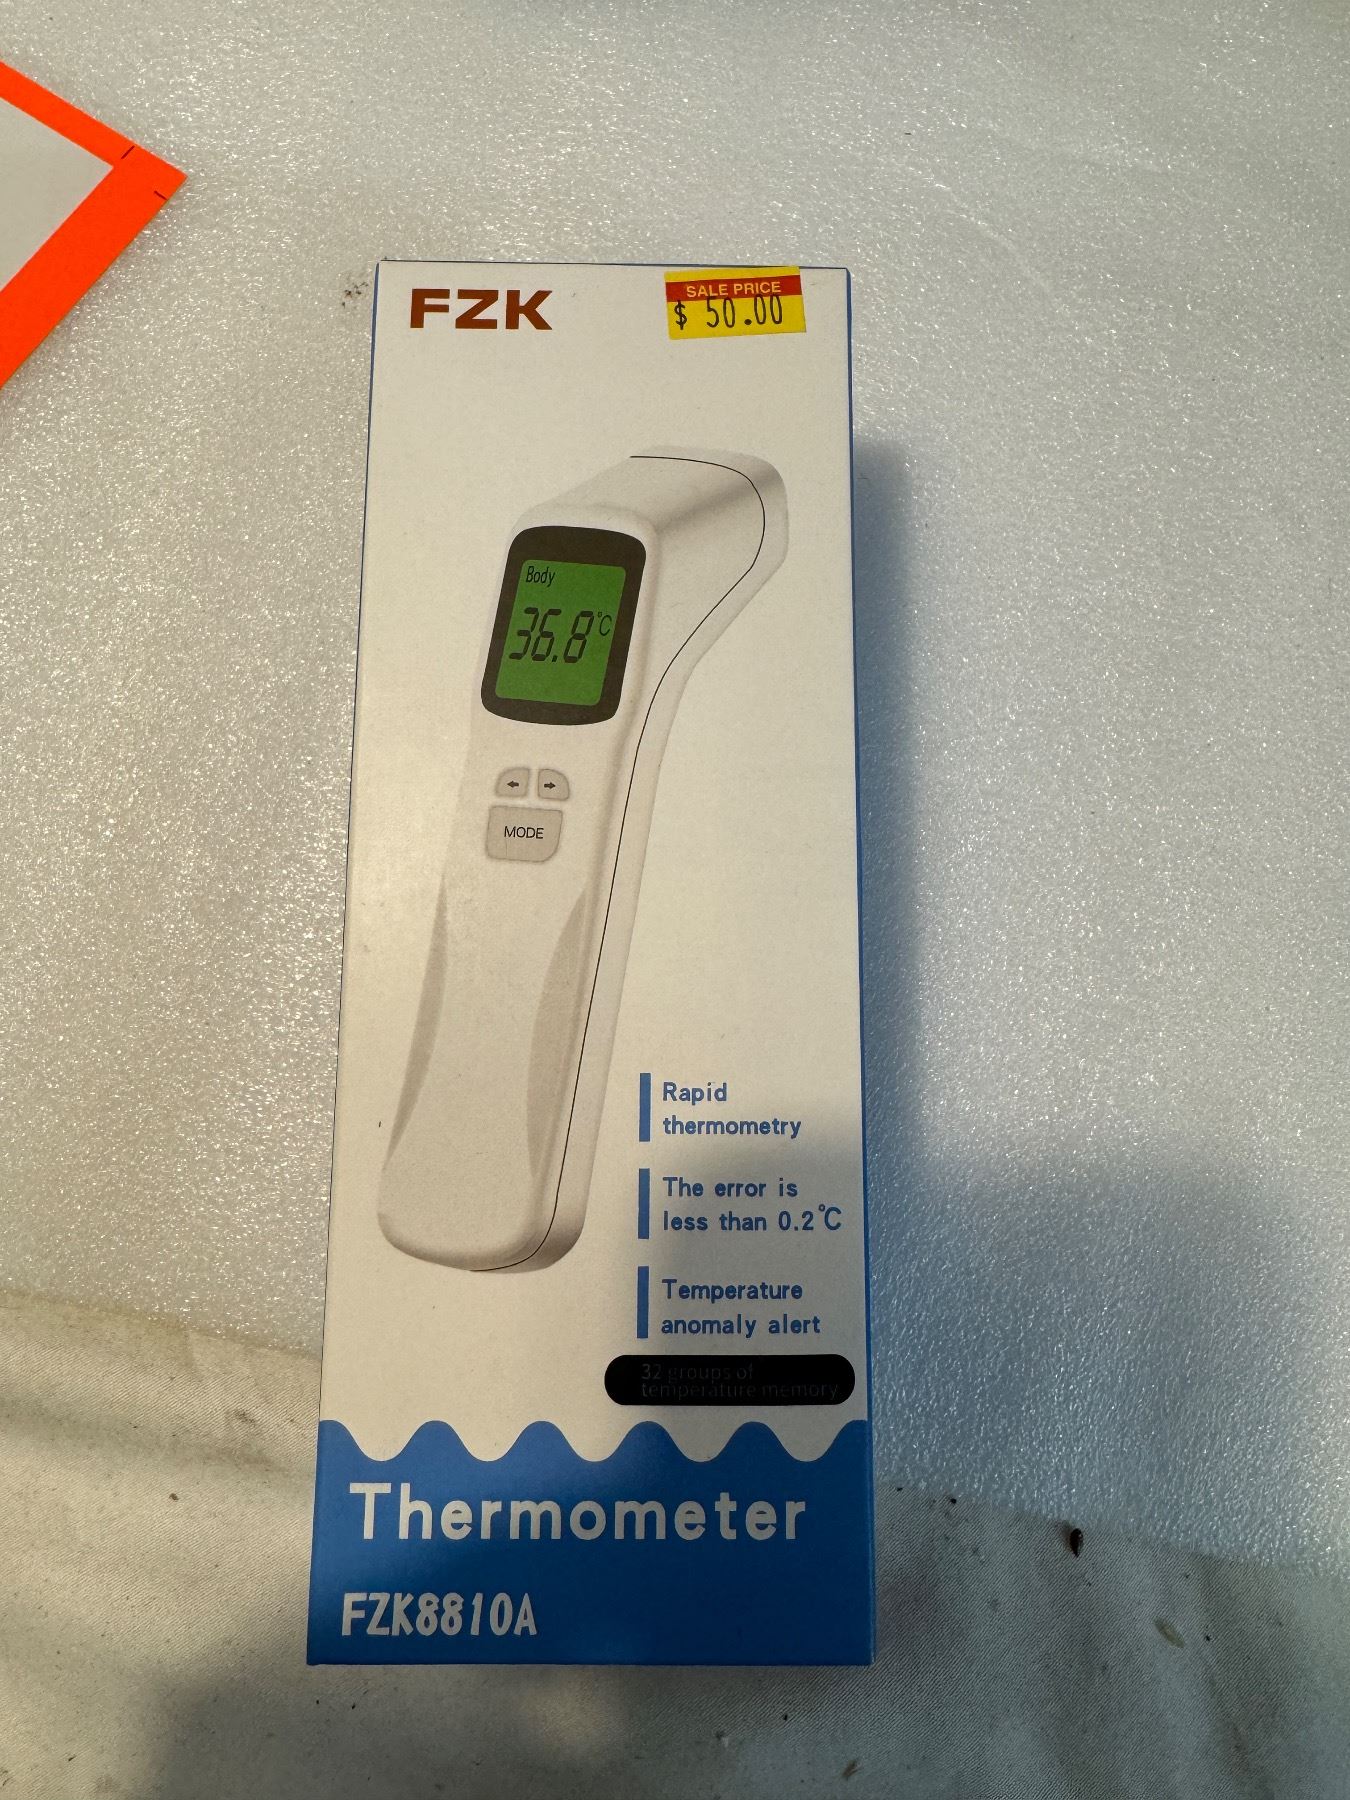 FZK
SALE PRICE
$ 50.00
Body
36.8°C
MODE
Rapid
thermometry
The error is
less than 0.2℃
Temperature
anomaly alert
32 groups of
temperature memory
Thermometer
FZK8810A